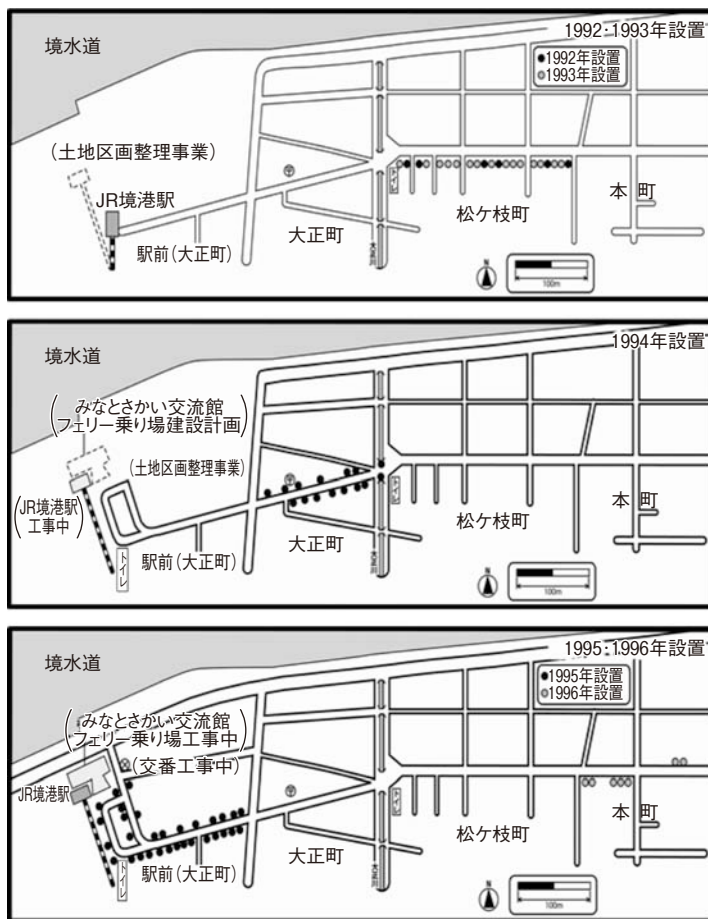 1992･1993年設置
境水道
●1992年設置
○1993年設置
(土地区画整理事業)
JR境港駅
トイレ
本町
松ケ枝町
大正町
駅前(大正町)
N
100m
1994年設置
境水道
(みなとさかい交流館
フェリー乗り場建設計画)
(土地区画整理事業)
(JR境港駅
工事中)
トイレ
本町
松ケ枝町
大正町
駅前(大正町)
トイレ
N
100m
1995･1996年設置
境水道
●1995年設置
○1996年設置
(みなとさかい交流館
フェリー乗り場工事中)
(交番工事中)
JR境港駅
トイレ
本町
松ケ枝町
大正町
駅前(大正町)
トイレ
N
100m